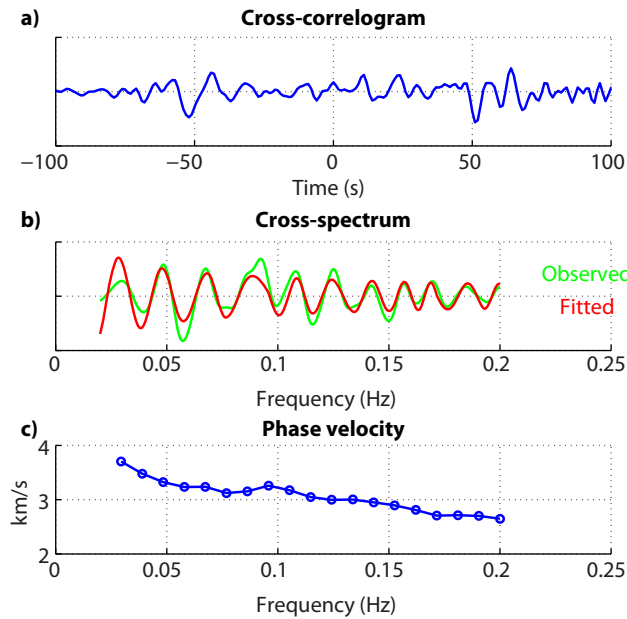 a)
Cross-correlogram
−100
−50
0
50
100
Time (s)
b)
Cross-spectrum
Observed
Fitted
0
0.05
0.1
0.15
0.2
0.25
Frequency (Hz)
c)
Phase velocity
4
3
2
km/s
0
0.05
0.1
0.15
0.2
0.25
Frequency (Hz)